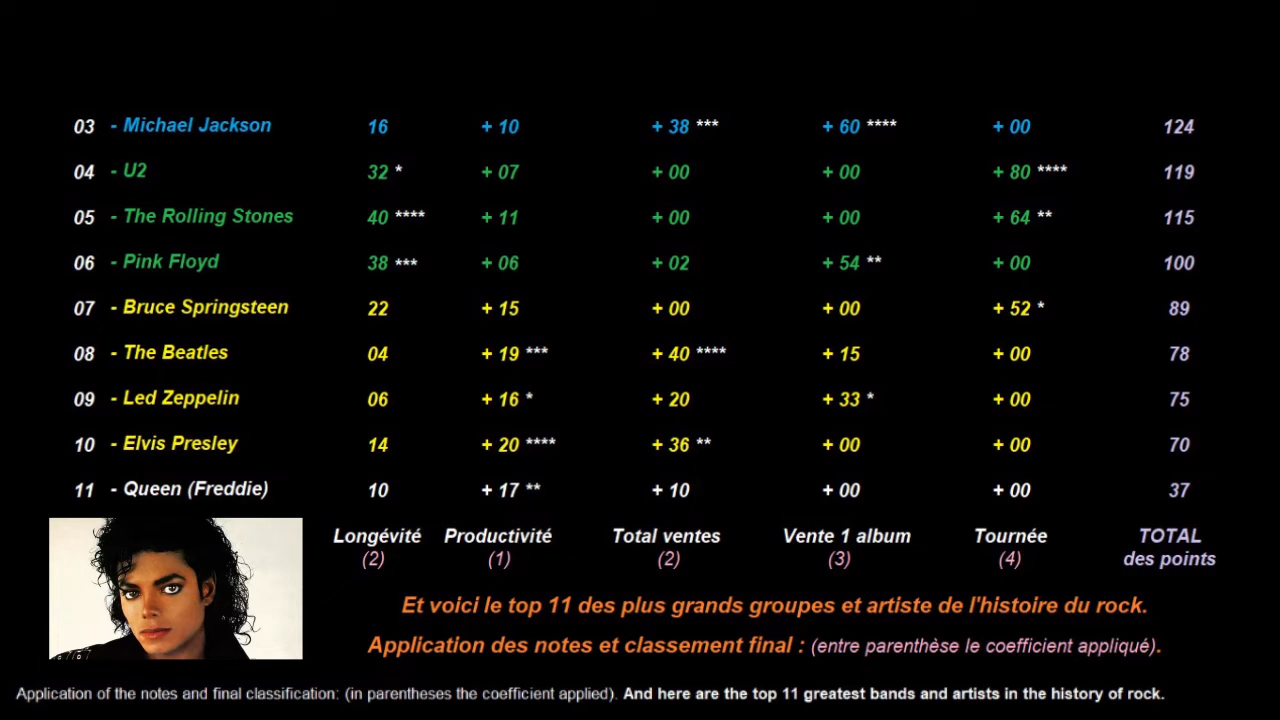 03 - Michael Jackson 16 + 10 + 38 *** + 60 **** + 00 124
04 - U2 32 * + 07 + 00 + 00 + 80 **** 119
05 - The Rolling Stones 40 **** + 11 + 00 + 00 + 64 ** 115
06 - Pink Floyd 38 *** + 06 + 02 + 54 ** + 00 100
07 - Bruce Springsteen 22 + 15 + 00 + 00 + 52 * 89
08 - The Beatles 04 + 19 *** + 40 **** + 15 + 00 78
09 - Led Zeppelin 06 + 16 * + 20 + 33 * + 00 75
10 - Elvis Presley 14 + 20 **** + 36 ** + 00 + 00 70
11 - Queen (Freddie) 10 + 17 ** + 10 + 00 + 00 37
Longévité Productivité Total ventes Vente 1 album Tournée TOTAL
(2) (1) (2) (3) (4) des points
Et voici le top 11 des plus grands groupes et artiste de l'histoire du rock.
Application des notes et classement final : (entre parenthèse le coefficient appliqué).
Application of the notes and final classification: (in parentheses the coefficient applied). And here are the top 11 greatest bands and artists in the history of rock.